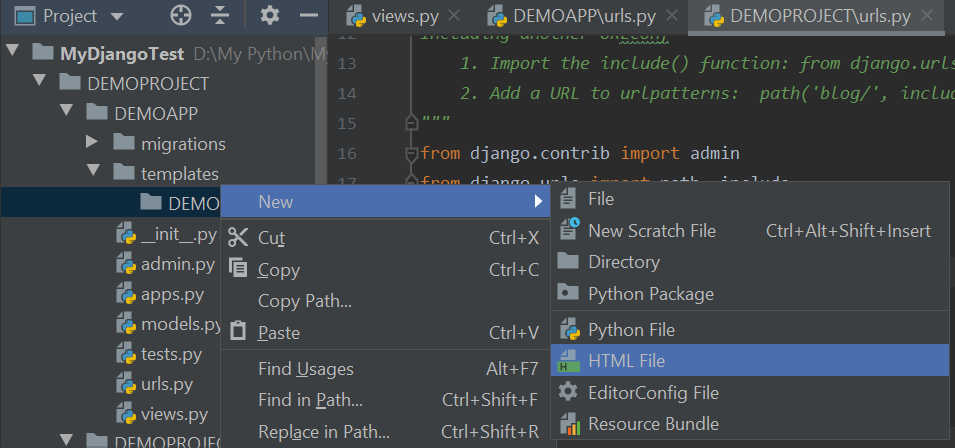 Project
views.py
DEMOAPP\urls.py
DEMOPROJECT\urls.py
MyDjangoTest D:\My Python\My
DEMOPROJECT
DEMOAPP
migrations
templates
DEMO
__init__.py
admin.py
apps.py
models.py
tests.py
urls.py
views.py
DEMOPROJECT
12 Including another URLconf
13 1. Import the include() function: from django.urls
14 2. Add a URL to urlpatterns: path('blog/', inclu
15 """
16 from django.contrib import admin
17 from django.urls import path, include
New
Cut Ctrl+X
Copy Ctrl+C
Copy Path...
Paste Ctrl+V
Find Usages Alt+F7
Find in Path... Ctrl+Shift+F
Replace in Path... Ctrl+Shift+R
File
New Scratch File Ctrl+Alt+Shift+Insert
Directory
Python Package
Python File
H HTML File
EditorConfig File
Resource Bundle